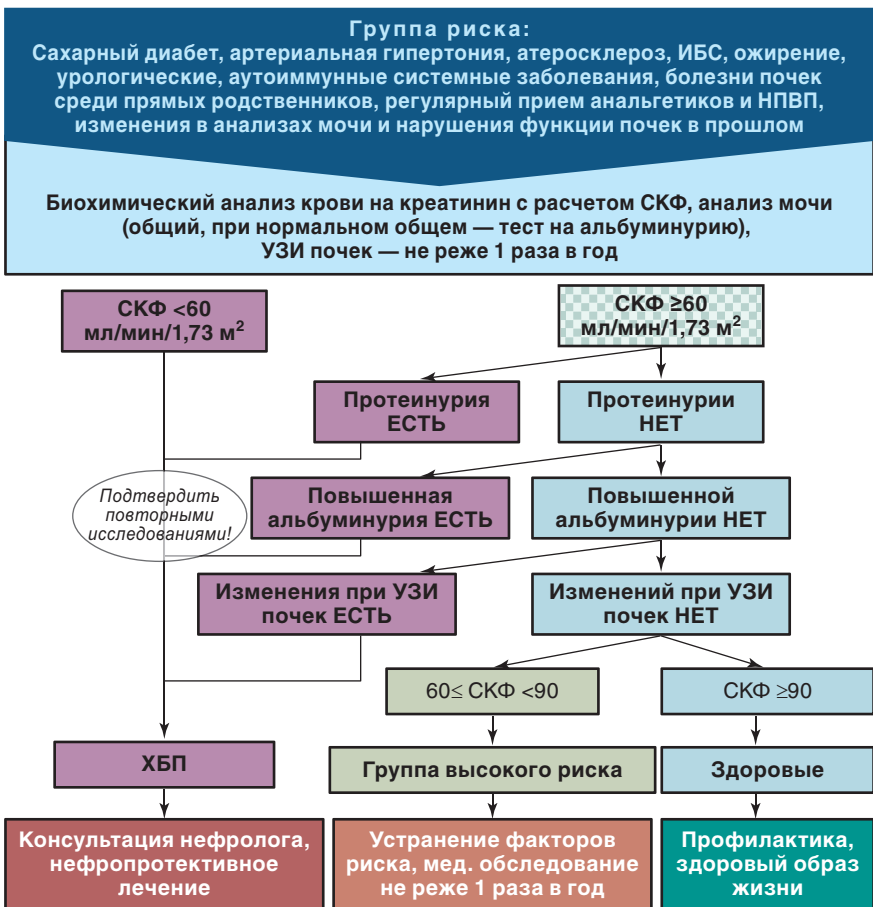 Группа риска:
Сахарный диабет, артериальная гипертония, атеросклероз, ИБС, ожирение,
урологические, аутоиммунные системные заболевания, болезни почек
среди прямых родственников, регулярный прием анальгетиков и НПВП,
изменения в анализах мочи и нарушения функции почек в прошлом
Биохимический анализ крови на креатинин с расчетом СКФ, анализ мочи
(общий, при нормальном общем — тест на альбуминурию),
УЗИ почек — не реже 1 раза в год
СКФ <60
мл/мин/1,73 м²
СКФ ≥60
мл/мин/1,73 м²
Протеинурия
ЕСТЬ
Протеинурии
НЕТ
Подтвердить
повторными
исследованиями!
Повышенная
альбуминурия ЕСТЬ
Повышенной
альбуминурии НЕТ
Изменения при УЗИ
почек ЕСТЬ
Изменений при УЗИ
почек НЕТ
60≤ СКФ <90
СКФ ≥90
ХБП
Группа высокого риска
Здоровые
Консультация нефролога,
нефропротективное
лечение
Устранение факторов
риска, мед. обследование
не реже 1 раза в год
Профилактика,
здоровый образ
жизни